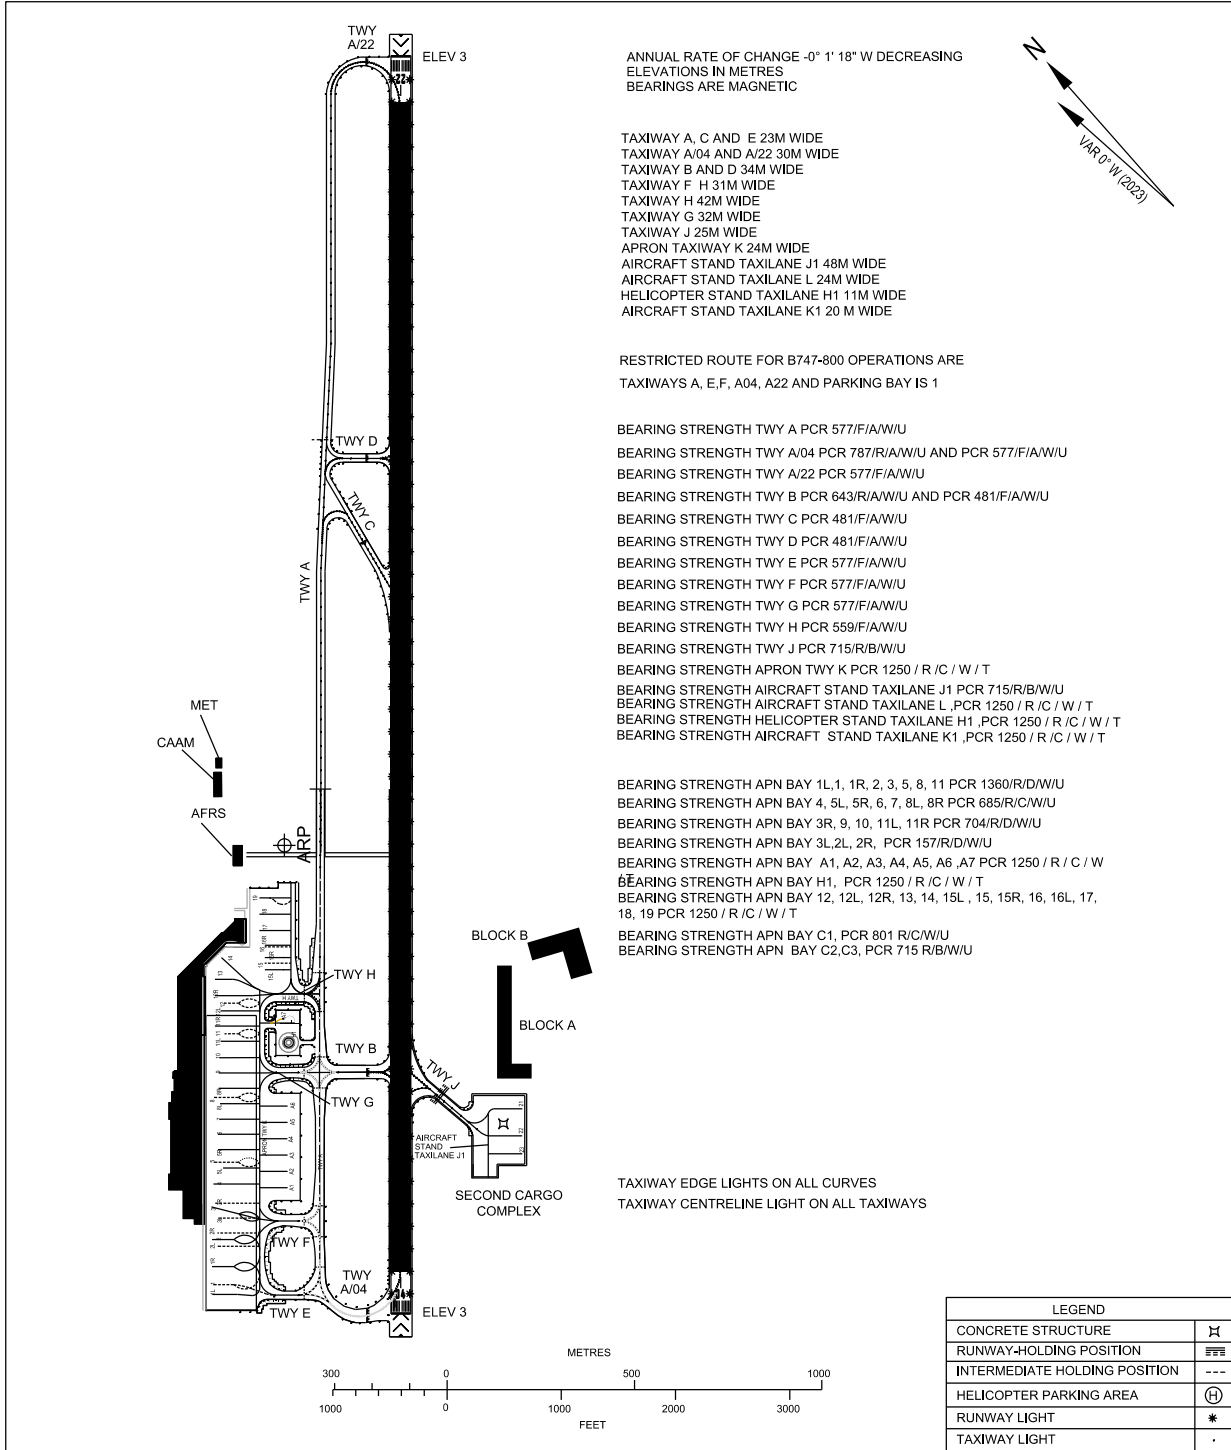 TWY
A/22
ELEV 3
22
ANNUAL RATE OF CHANGE -0° 1' 18" W DECREASING
ELEVATIONS IN METRES
BEARINGS ARE MAGNETIC
N
VAR 0° W (2023)
TAXIWAY A, C AND E 23M WIDE
TAXIWAY A/04 AND A/22 30M WIDE
TAXIWAY B AND D 34M WIDE
TAXIWAY F H 31M WIDE
TAXIWAY H 42M WIDE
TAXIWAY G 32M WIDE
TAXIWAY J 25M WIDE
APRON TAXIWAY K 24M WIDE
AIRCRAFT STAND TAXILANE J1 48M WIDE
AIRCRAFT STAND TAXILANE L 24M WIDE
HELICOPTER STAND TAXILANE H1 11M WIDE
AIRCRAFT STAND TAXILANE K1 20 M WIDE
RESTRICTED ROUTE FOR B747-800 OPERATIONS ARE
TAXIWAYS A, E,F, A04, A22 AND PARKING BAY IS 1
BEARING STRENGTH TWY A PCR 577/F/A/W/U
BEARING STRENGTH TWY A/04 PCR 787/R/A/W/U AND PCR 577/F/A/W/U
BEARING STRENGTH TWY A/22 PCR 577/F/A/W/U
BEARING STRENGTH TWY B PCR 643/R/A/W/U AND PCR 481/F/A/W/U
BEARING STRENGTH TWY C PCR 481/F/A/W/U
BEARING STRENGTH TWY D PCR 481/F/A/W/U
BEARING STRENGTH TWY E PCR 577/F/A/W/U
BEARING STRENGTH TWY F PCR 577/F/A/W/U
BEARING STRENGTH TWY G PCR 577/F/A/W/U
BEARING STRENGTH TWY H PCR 559/F/A/W/U
BEARING STRENGTH TWY J PCR 715/R/B/W/U
BEARING STRENGTH APRON TWY K PCR 1250 / R /C / W / T
BEARING STRENGTH AIRCRAFT STAND TAXILANE J1 PCR 715/R/B/W/U
BEARING STRENGTH AIRCRAFT STAND TAXILANE L ,PCR 1250 / R /C / W / T
BEARING STRENGTH HELICOPTER STAND TAXILANE H1 ,PCR 1250 / R /C / W / T
BEARING STRENGTH AIRCRAFT STAND TAXILANE K1 ,PCR 1250 / R /C / W / T
BEARING STRENGTH APN BAY 1L,1, 1R, 2, 3, 5, 8, 11 PCR 1360/R/D/W/U
BEARING STRENGTH APN BAY 4, 5L, 5R, 6, 7, 8L, 8R PCR 685/R/C/W/U
BEARING STRENGTH APN BAY 3R, 9, 10, 11L, 11R PCR 704/R/D/W/U
BEARING STRENGTH APN BAY 3L,2L, 2R, PCR 157/R/D/W/U
BEARING STRENGTH APN BAY A1, A2, A3, A4, A5, A6 ,A7 PCR 1250 / R / C / W
/ T
BEARING STRENGTH APN BAY H1, PCR 1250 / R /C / W / T
BEARING STRENGTH APN BAY 12, 12L, 12R, 13, 14, 15L , 15, 15R, 16, 16L, 17,
18, 19 PCR 1250 / R /C / W / T
BEARING STRENGTH APN BAY C1, PCR 801 R/C/W/U
BEARING STRENGTH APN BAY C2,C3, PCR 715 R/B/W/U
TWY D
TWY C
TWY A
MET
CAAM
AFRS
ARP
BLOCK B
BLOCK A
TWY H
TWY B
TWY J
TWY G
AIRCRAFT
STAND
TAXILANE J1
21
22
23
SECOND CARGO
COMPLEX
19
18
17
14
13
A7
A6
A5
A4
A3
A2
A1
TWY F
TWY
A/04
TWY E
04
ELEV 3
TAXIWAY EDGE LIGHTS ON ALL CURVES
TAXIWAY CENTRELINE LIGHT ON ALL TAXIWAYS
METRES
300 0 500 1000
1000 0 1000 2000 3000
FEET
LEGEND
CONCRETE STRUCTURE
RUNWAY-HOLDING POSITION
INTERMEDIATE HOLDING POSITION
HELICOPTER PARKING AREA H
RUNWAY LIGHT
TAXIWAY LIGHT